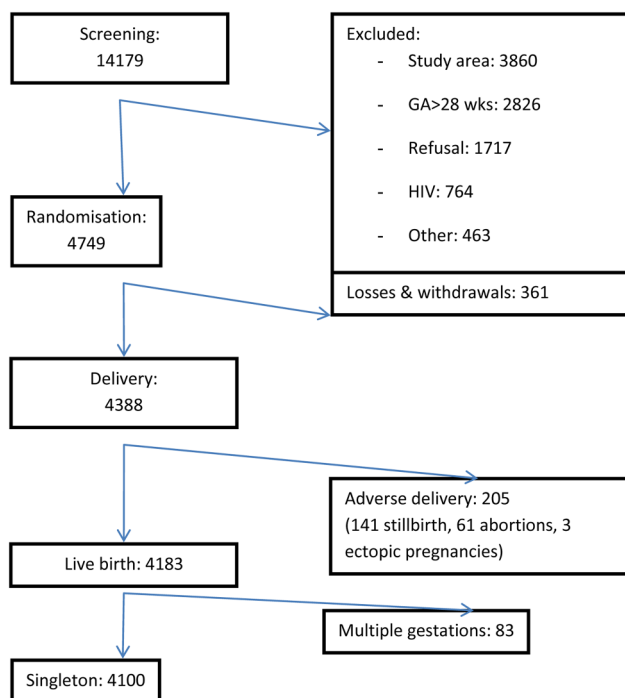 Screening:
14179
Excluded:
- Study area: 3860
- GA>28 wks: 2826
- Refusal: 1717
- HIV: 764
- Other: 463
Randomisation:
4749
Losses & withdrawals: 361
Delivery:
4388
Adverse delivery: 205
(141 stillbirth, 61 abortions, 3
ectopic pregnancies)
Live birth: 4183
Multiple gestations: 83
Singleton: 4100